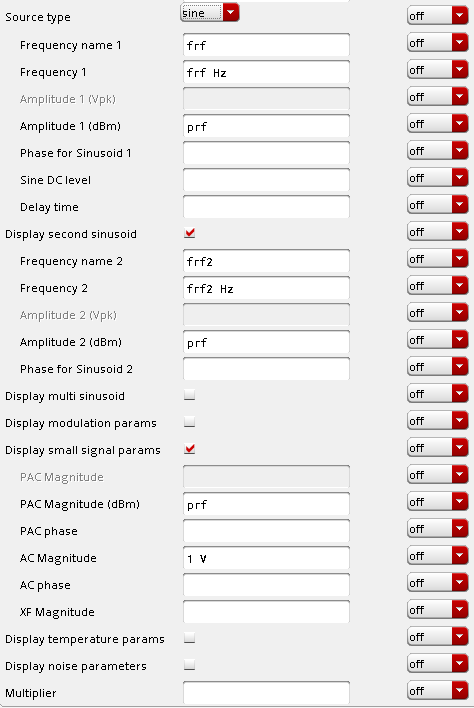 Source type sine off
Frequency name 1 frf off
Frequency 1 frf Hz off
Amplitude 1 (Vpk) off
Amplitude 1 (dBm) prf off
Phase for Sinusoid 1 off
Sine DC level off
Delay time off
Display second sinusoid off
Frequency name 2 frf2 off
Frequency 2 frf2 Hz off
Amplitude 2 (Vpk) off
Amplitude 2 (dBm) prf off
Phase for Sinusoid 2 off
Display multi sinusoid off
Display modulation params off
Display small signal params off
PAC Magnitude off
PAC Magnitude (dBm) prf off
PAC phase off
AC Magnitude 1 V off
AC phase off
XF Magnitude off
Display temperature params off
Display noise parameters off
Multiplier off